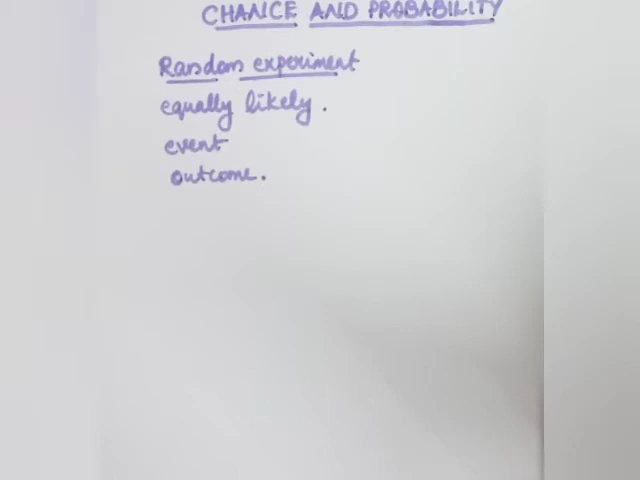 CHANCE AND PROBABILITY
Random experiment
equally likely.
event
outcome.